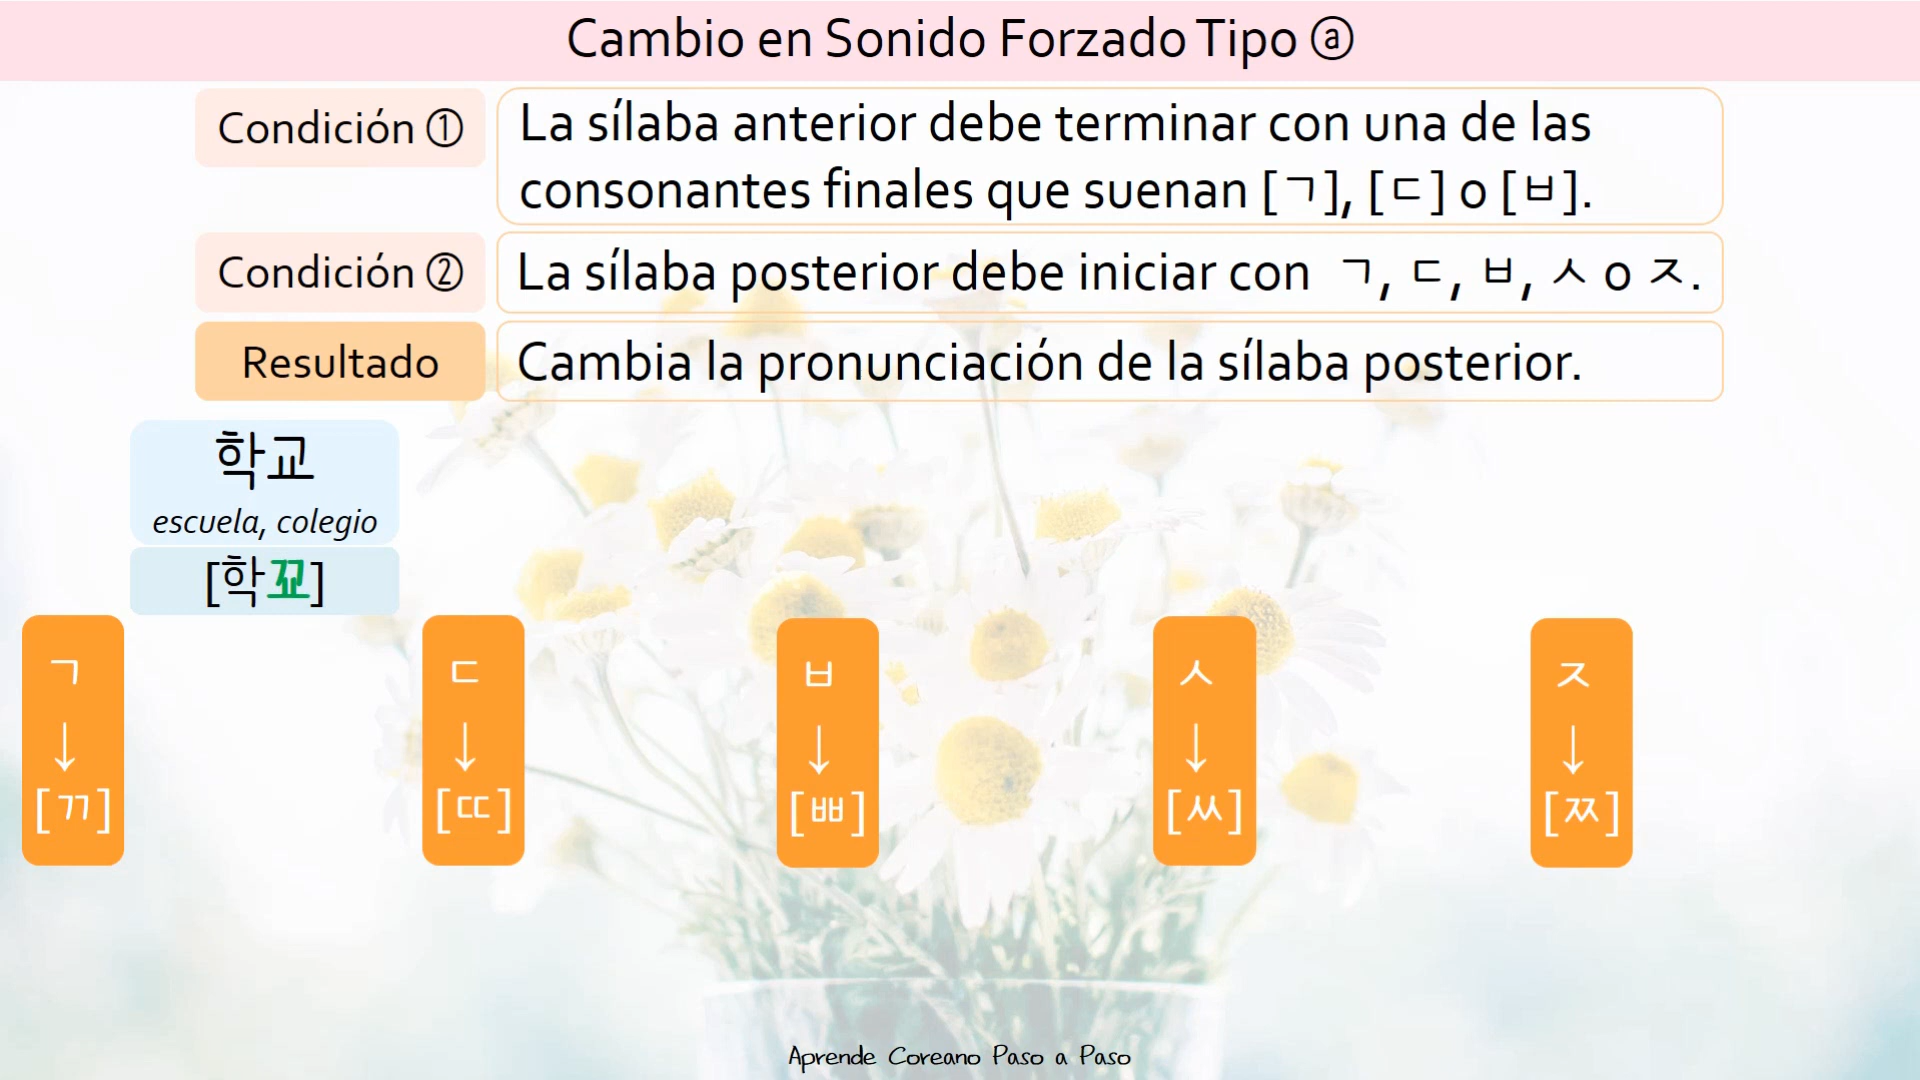 Cambio en Sonido Forzado Tipo ⓐ
Condición ①
La sílaba anterior debe terminar con una de las
consonantes finales que suenan [ㄱ], [ㄷ] o [ㅂ].
Condición ②
La sílaba posterior debe iniciar con ㄱ, ㄷ, ㅂ, ㅅ o ㅈ.
Resultado
Cambia la pronunciación de la sílaba posterior.
학교
escuela, colegio
[학꾜]
ㄱ
↓
[ㄲ]
ㄷ
↓
[ㄸ]
ㅂ
↓
[ㅃ]
ㅅ
↓
[ㅆ]
ㅈ
↓
[ㅉ]
Aprende Coreano Paso a Paso